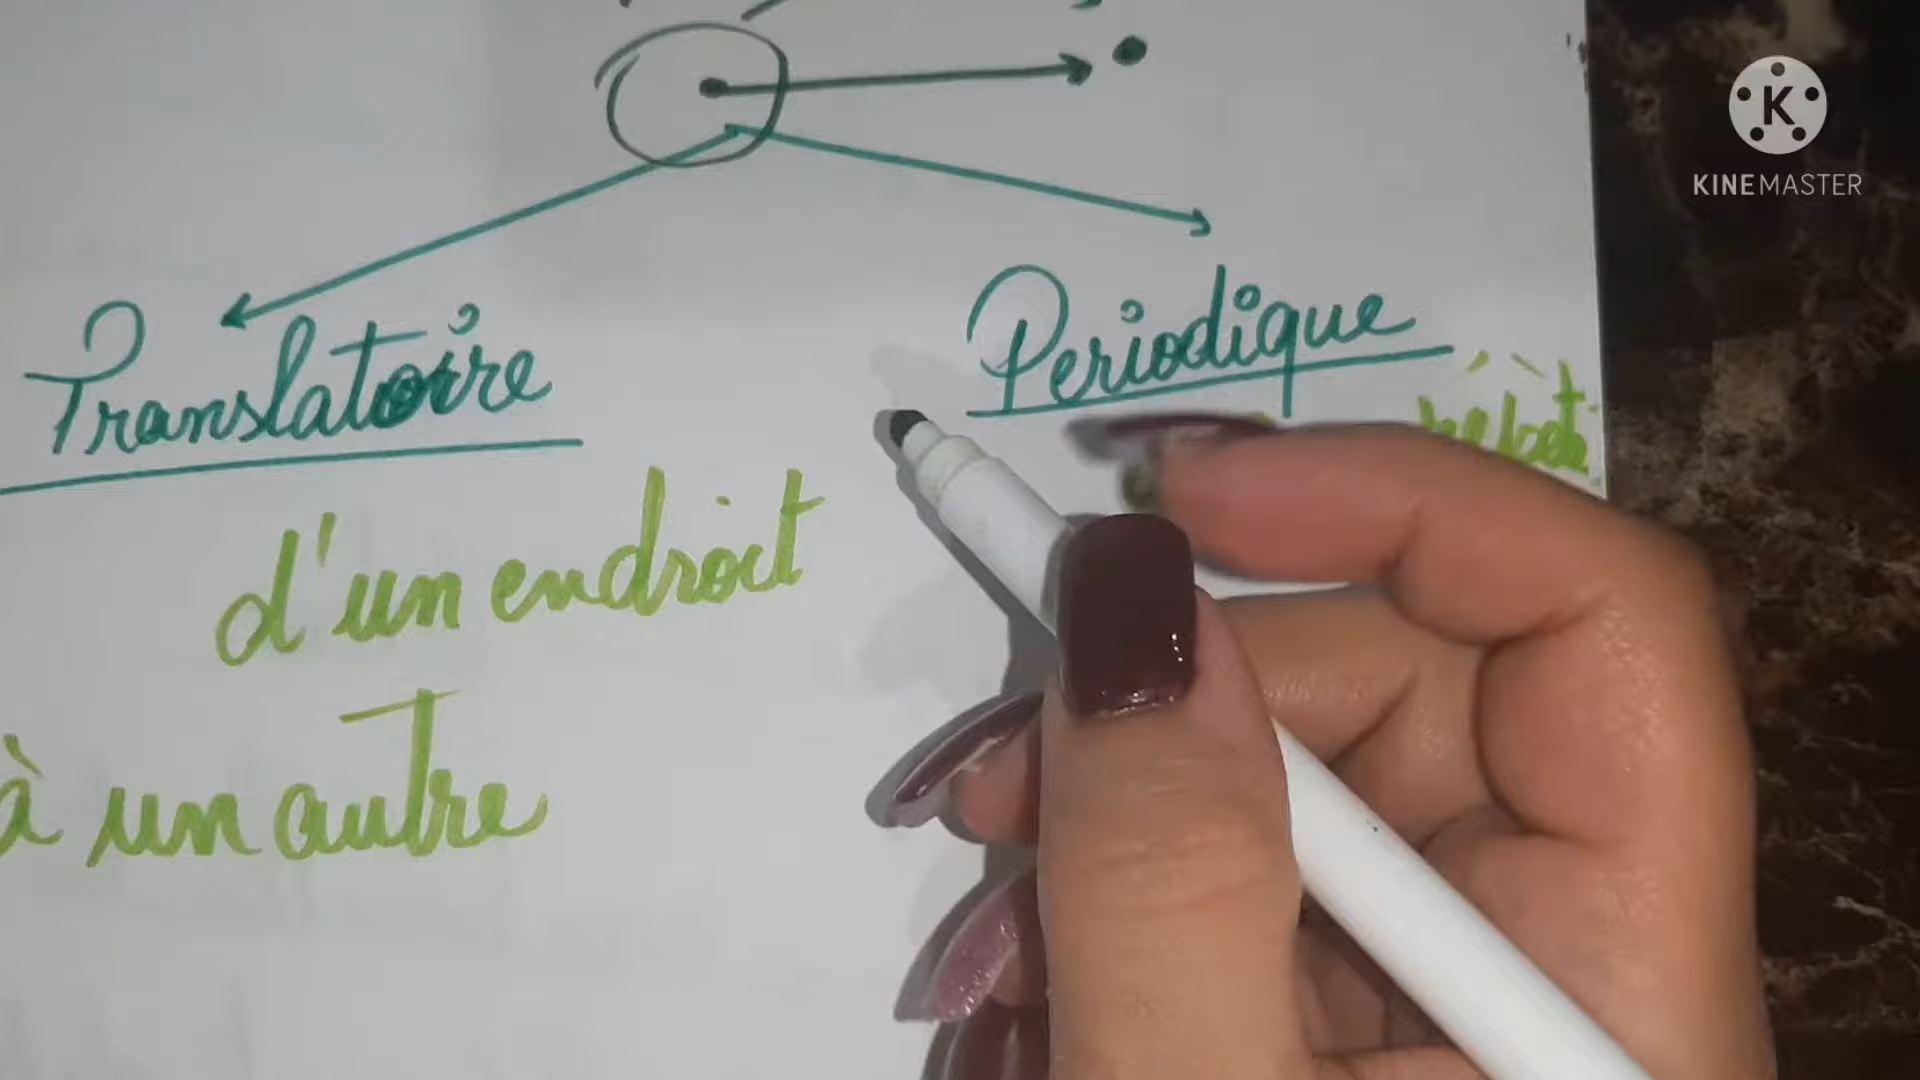 K
KINEMASTER
Translatoire
Periodique
d'un endroit
à un autre